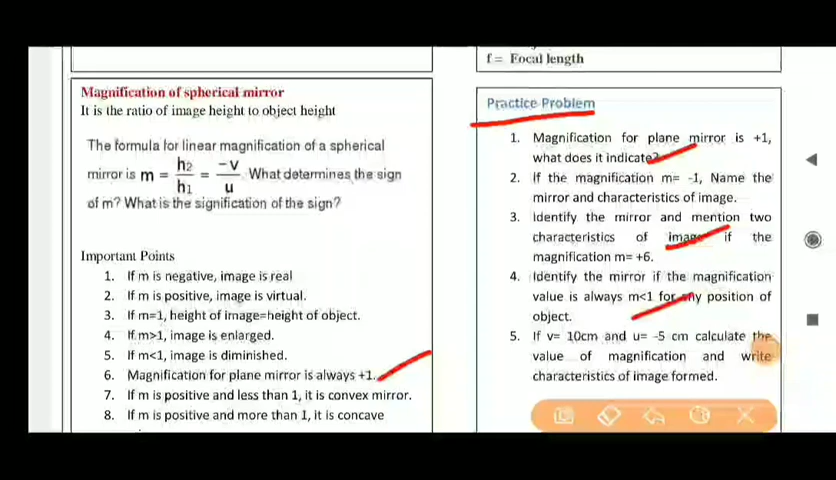 Magnification of spherical mirror
It is the ratio of image height to object height
The formula for linear magnification of a spherical
mirror is m = h2/h1 = -v/u . What determines the sign
of m? What is the signification of the sign?
Important Points
1. If m is negative, image is real
2. If m is positive, image is virtual.
3. If m=1, height of image=height of object.
4. If m>1, image is enlarged.
5. If m<1, image is diminished.
6. Magnification for plane mirror is always +1.
7. If m is positive and less than 1, it is convex mirror.
8. If m is positive and more than 1, it is concave
f = Focal length
Practice Problem
1. Magnification for plane mirror is +1,
what does it indicate?
2. If the magnification m= -1, Name the
mirror and characteristics of image.
3. Identify the mirror and mention two
characteristics of image if the
magnification m= +6.
4. Identify the mirror if the magnification
value is always m<1 for any position of
object.
5. If v= 10cm and u= -5 cm calculate the
value of magnification and write
characteristics of image formed.